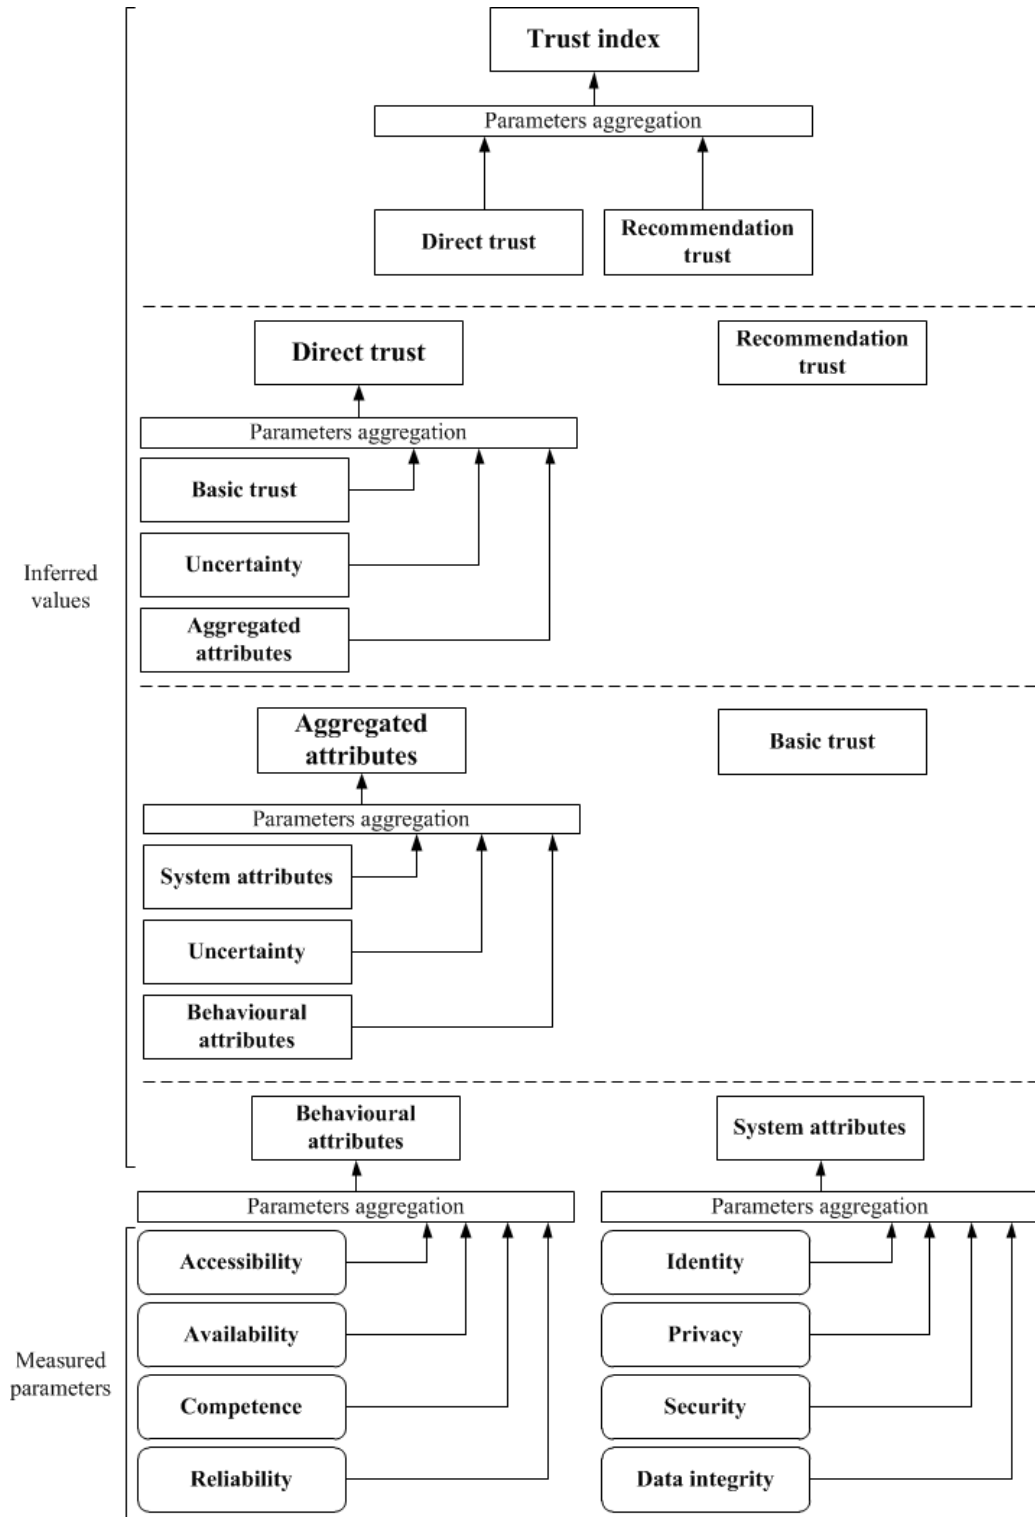 Trust index
Parameters aggregation
Direct trust
Recommendation
trust
Direct trust
Recommendation
trust
Parameters aggregation
Basic trust
Uncertainty
Aggregated
attributes
Inferred
values
Aggregated
attributes
Basic trust
Parameters aggregation
System attributes
Uncertainty
Behavioural
attributes
Behavioural
attributes
System attributes
Parameters aggregation
Parameters aggregation
Accessibility
Identity
Availability
Privacy
Measured
parameters
Competence
Security
Reliability
Data integrity